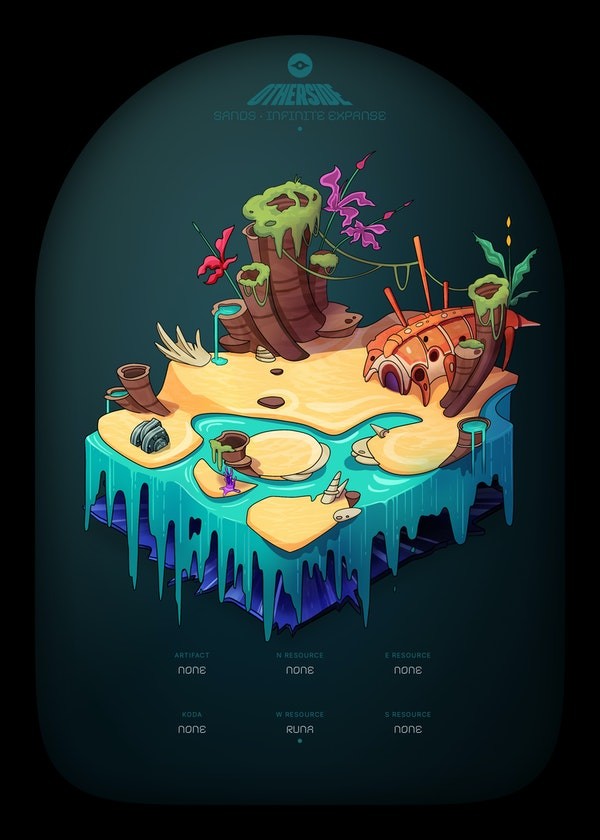 OTHERSIDE
SANDS · INFINITE EXPANSE
ARTIFACT N RESOURCE E RESOURCE
NONE NONE NONE
KODA W RESOURCE S RESOURCE
NONE RUNA NONE